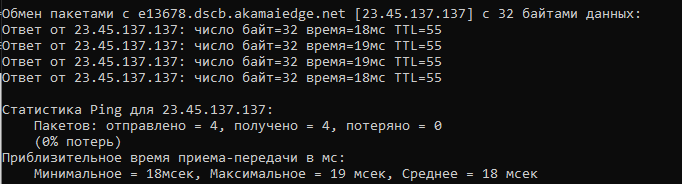 Обмен пакетами с e13678.dscb.akamaiedge.net [23.45.137.137] с 32 байтами данных:
Ответ от 23.45.137.137: число байт=32 время=18мс TTL=55
Ответ от 23.45.137.137: число байт=32 время=19мс TTL=55
Ответ от 23.45.137.137: число байт=32 время=19мс TTL=55
Ответ от 23.45.137.137: число байт=32 время=18мс TTL=55
Статистика Ping для 23.45.137.137:
Пакетов: отправлено = 4, получено = 4, потеряно = 0
(0% потерь)
Приблизительное время приема-передачи в мс:
Минимальное = 18мсек, Максимальное = 19 мсек, Среднее = 18 мсек